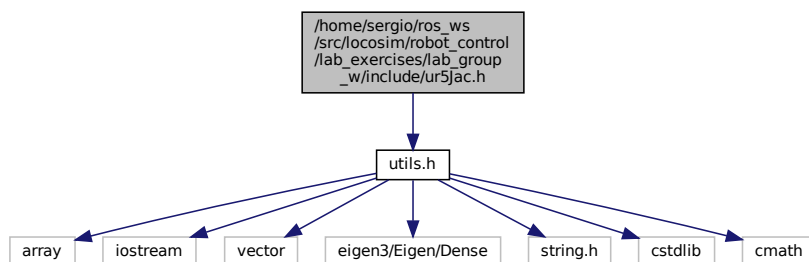 /home/sergio/ros_ws
/src/locosim/robot_control
/lab_exercises/lab_group
_w/include/ur5Jac.h
utils.h
array
iostream
vector
eigen3/Eigen/Dense
string.h
cstdlib
cmath